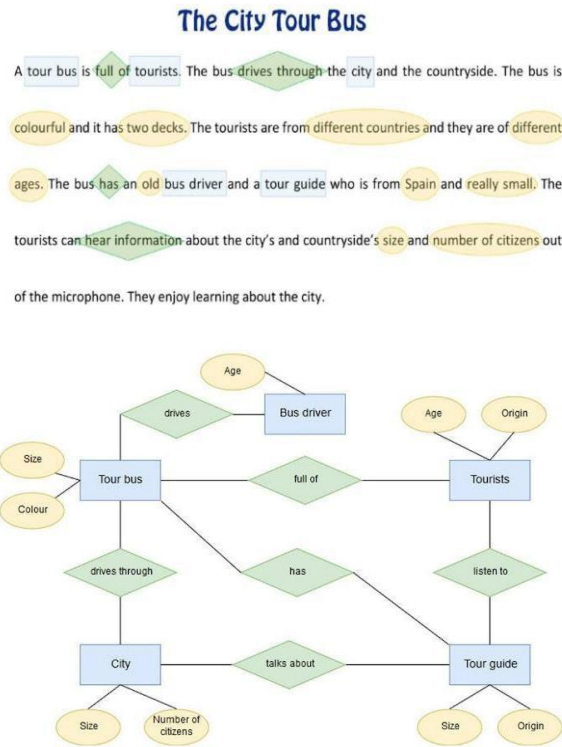 The City Tour Bus
A tour bus is full of tourists. The bus drives through the city and the countryside. The bus is
colourful and it has two decks. The tourists are from different countries and they are of different
ages. The bus has an old bus driver and a tour guide who is from Spain and really small. The
tourists can hear information about the city's and countryside's size and number of citizens out
of the microphone. They enjoy learning about the city.
Age
drives
Bus driver
Age
Origin
Size
Tour bus
full of
Tourists
Colour
drives through
has
listen to
City
talks about
Tour guide
Size
Number of
citizens
Size
Origin